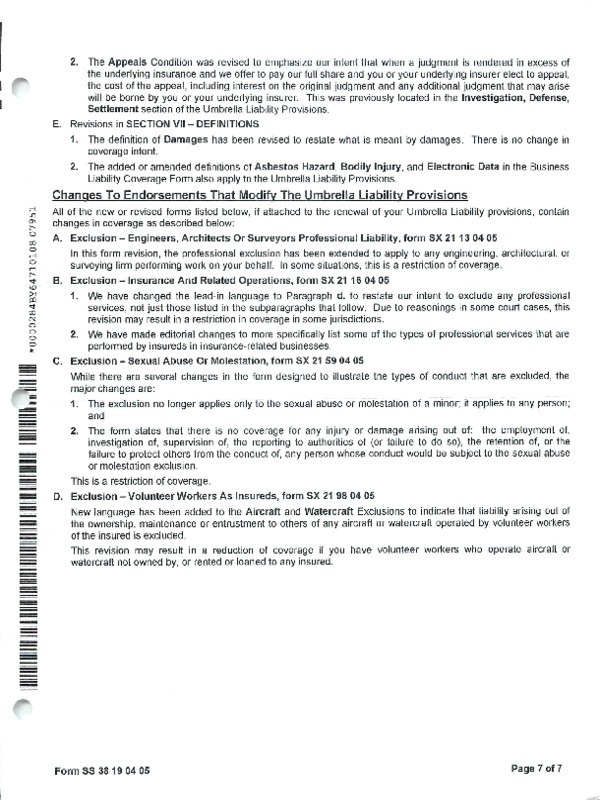 2. The Appeals Condition was revised to emphasize our intent that when a judgment is rendered in excess of
the underlying insurance and we offer to pay our full share and you or your underlying insurer elect to appeal,
the cost of the appeal, including interest on the original judgment and any additional judgment that may arise
will be borne by you or your underlying insurer. This was previously located in the Investigation, Defense,
Settlement section of the Umbrella Liability Provisions.
E. Revisions in SECTION VII – DEFINITIONS
1. The definition of Damages has been revised to restate what is meant by damages. There is no change in
coverage intent.
2. The added or amended definitions of Asbestos Hazard, Bodily Injury, and Electronic Data in the Business
Liability Coverage Form also apply to the Umbrella Liability Provisions.
Changes To Endorsements That Modify The Umbrella Liability Provisions
All of the new or revised forms listed below, if attached to the renewal of your Umbrella Liability provisions, contain
changes in coverage as described below:
A. Exclusion – Engineers, Architects Or Surveyors Professional Liability, form SX 21 13 04 05
In this form revision, the professional exclusion has been extended to apply to any engineering, architectural, or
surveying firm performing work on your behalf. In some situations, this is a restriction of coverage.
B. Exclusion – Insurance And Related Operations, form SX 21 16 04 05
1. We have changed the lead-in language to Paragraph d. to restate our intent to exclude any professional
services, not just those listed in the subparagraphs that follow. Due to reasonings in some court cases, this
revision may result in a restriction in coverage in some jurisdictions.
2. We have made editorial changes to more specifically list some of the types of professional services that are
performed by insureds in insurance-related businesses.
C. Exclusion – Sexual Abuse Or Molestation, form SX 21 59 04 05
While there are several changes in the form designed to illustrate the types of conduct that are excluded, the
major changes are:
1. The exclusion no longer applies only to the sexual abuse or molestation of a minor; it applies to any person;
and
2. The form states that there is no coverage for any injury or damage arising out of: the employment of,
investigation of, supervision of, the reporting to authorities of (or failure to do so), the retention of, or the
failure to protect others from the conduct of, any person whose conduct would be subject to the sexual abuse
or molestation exclusion.
This is a restriction of coverage.
D. Exclusion – Volunteer Workers As Insureds, form SX 21 98 04 05
New language has been added to the Aircraft and Watercraft Exclusions to indicate that liability arising out of
the ownership, maintenance or entrustment to others of any aircraft or watercraft operated by volunteer workers
of the insured is excluded.
This revision may result in a reduction of coverage if you have volunteer workers who operate aircraft or
watercraft not owned by, or rented or loaned to any insured.
*0000284BY64710108 07951
Form SS 38 19 04 05
Page 7 of 7